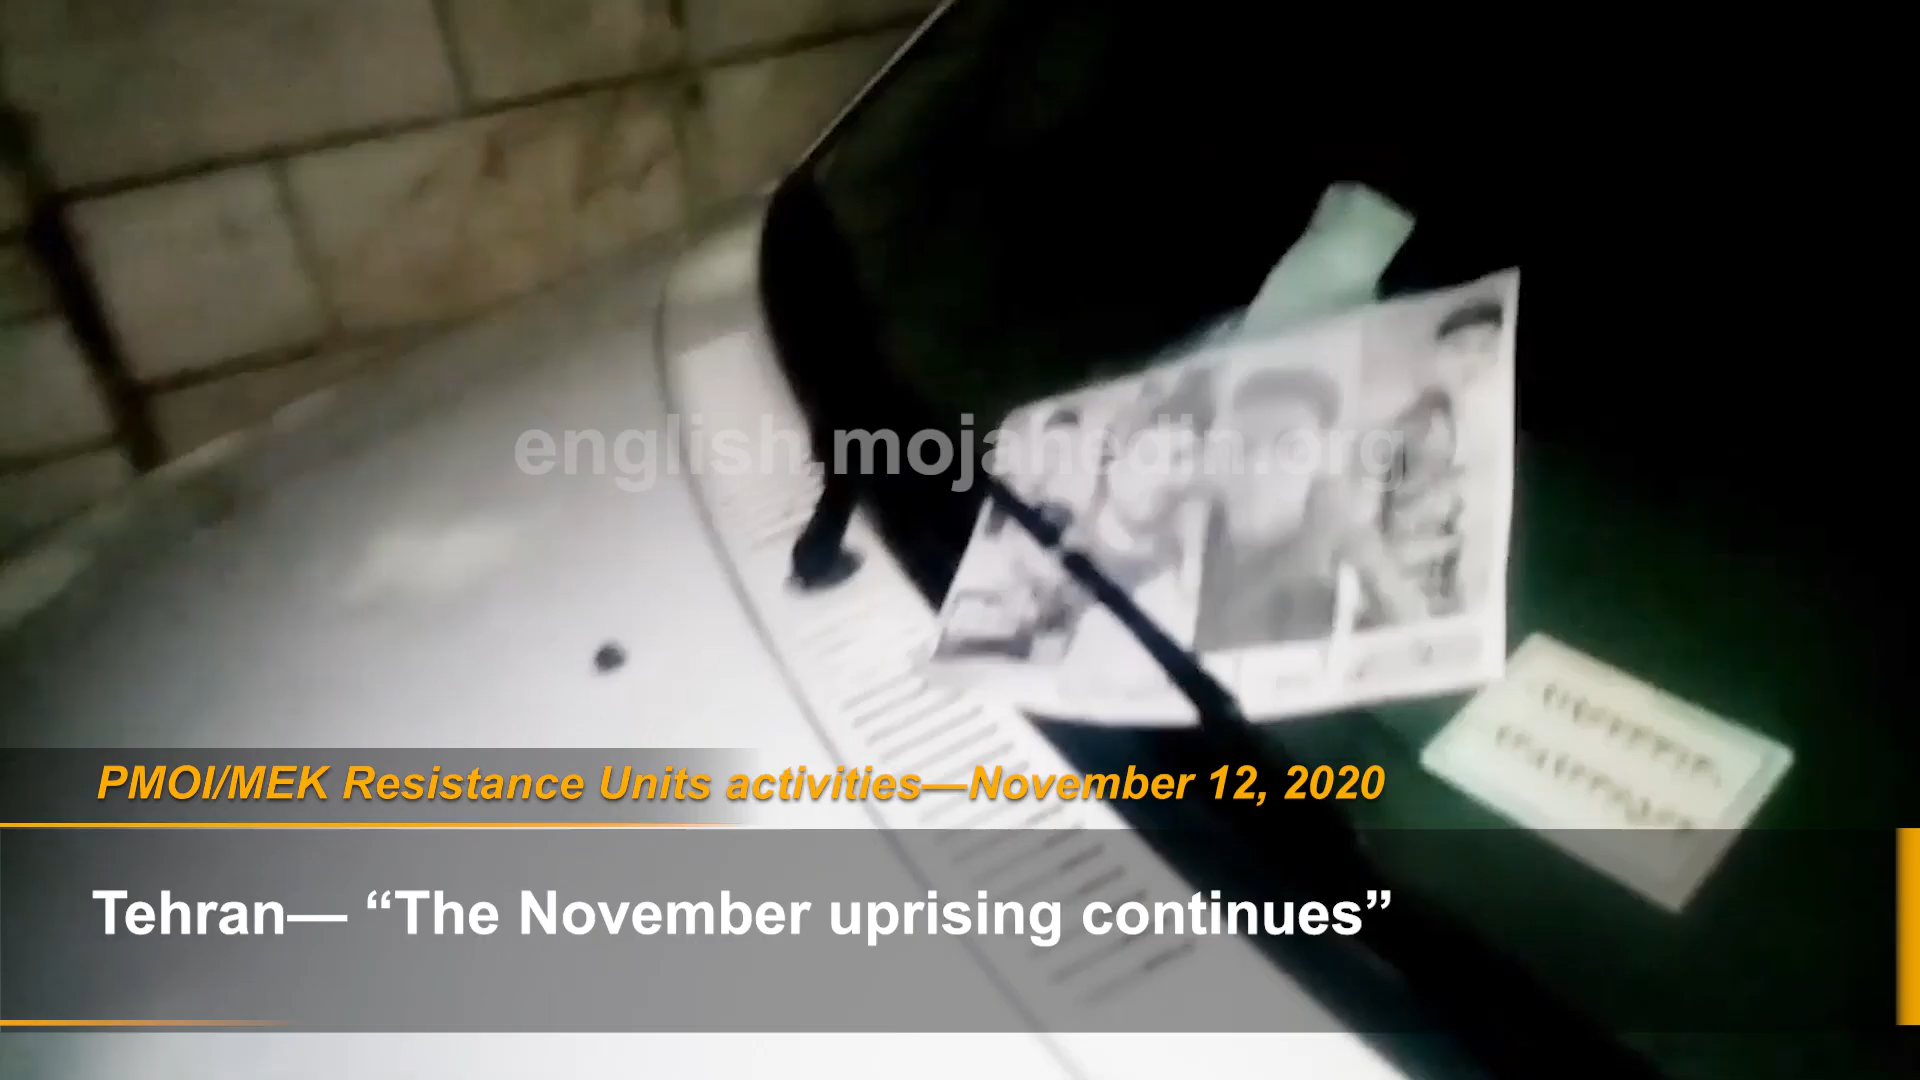 english.mojahedin.org
PMOI/MEK Resistance Units activities—November 12, 2020
Tehran— “The November uprising continues”